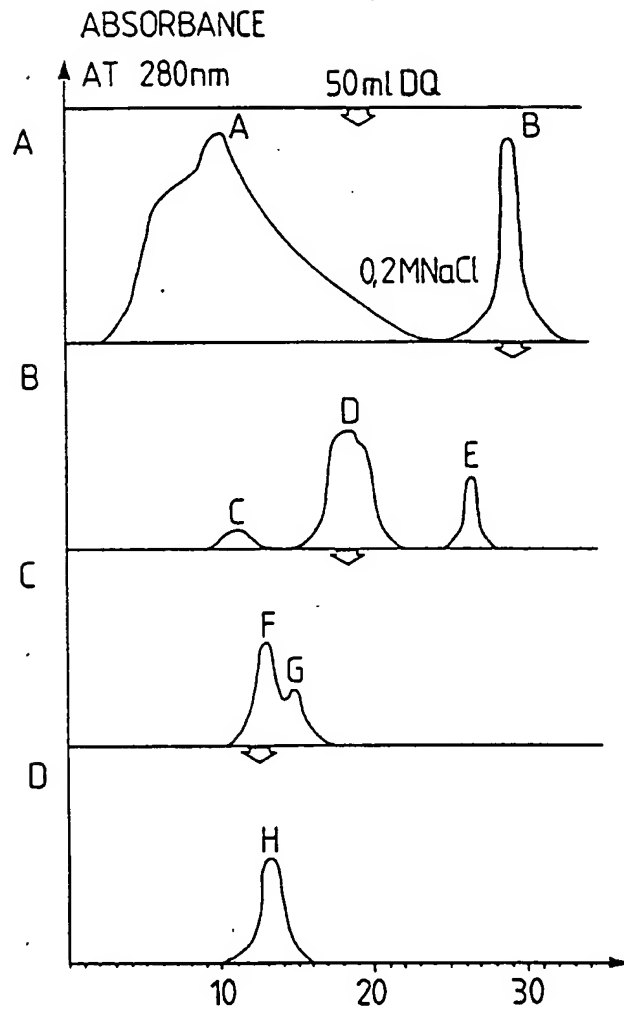 ABSORBANCE
AT 280nm
50ml DQ
A
A
B
0,2MNaCl
B
D
E
C
C
F
G
D
H
10 20 30